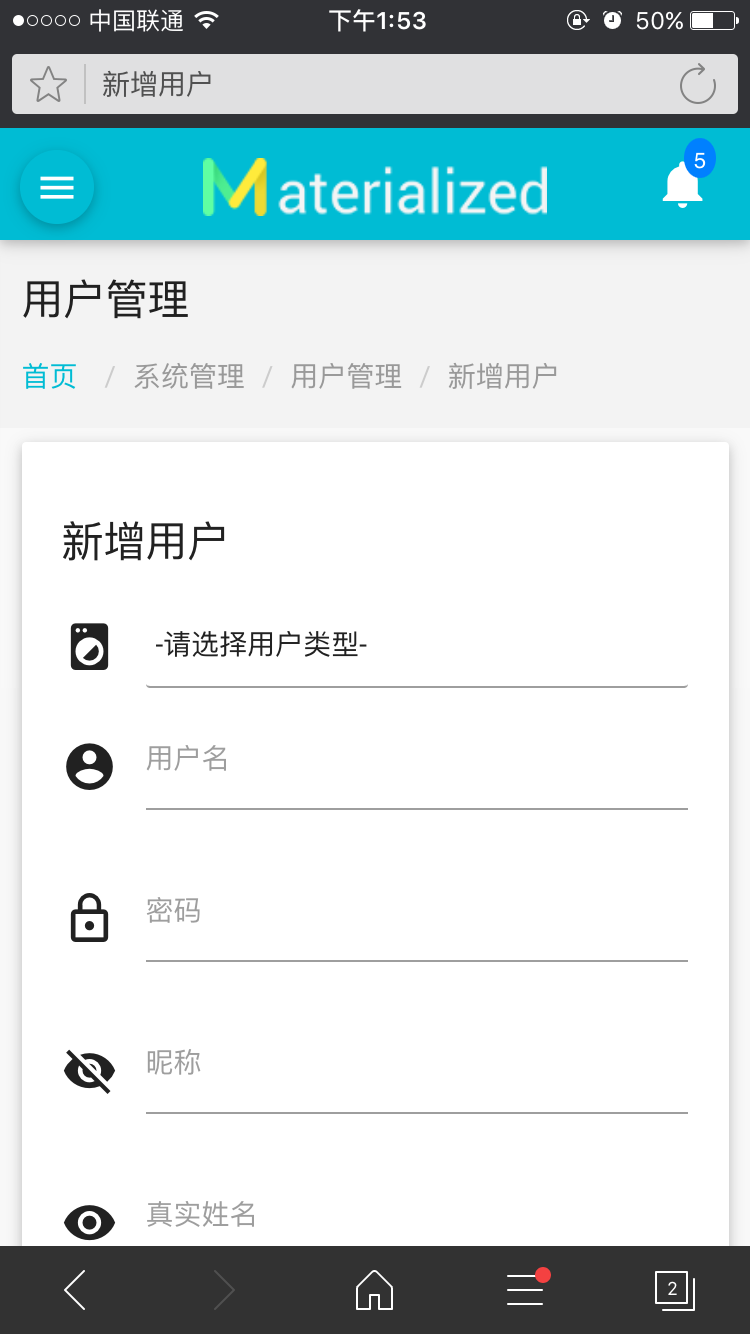 中国联通 下午1:53 50%
新增用户
Materialized 5
用户管理
首页 / 系统管理 / 用户管理 / 新增用户
新增用户
-请选择用户类型-
用户名
密码
昵称
真实姓名
2